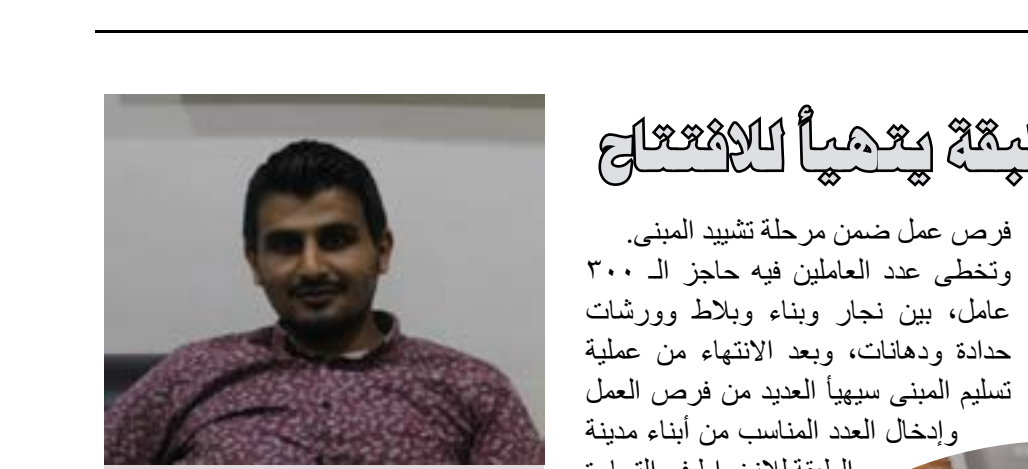 يتهيأ للافتتاح
فرص عمل ضمن مرحلة تشييد المبنى.
وتخطى عدد العاملين فيه حاجز الـ ٣٠٠
عامل، بين نجار وبناء وبلاط وورشات
حدادة ودهانات، وبعد الانتهاء من عملية
تسليم المبنى سيهيأ العديد من فرص العمل
وإدخال العدد المناسب من أبناء مدينة